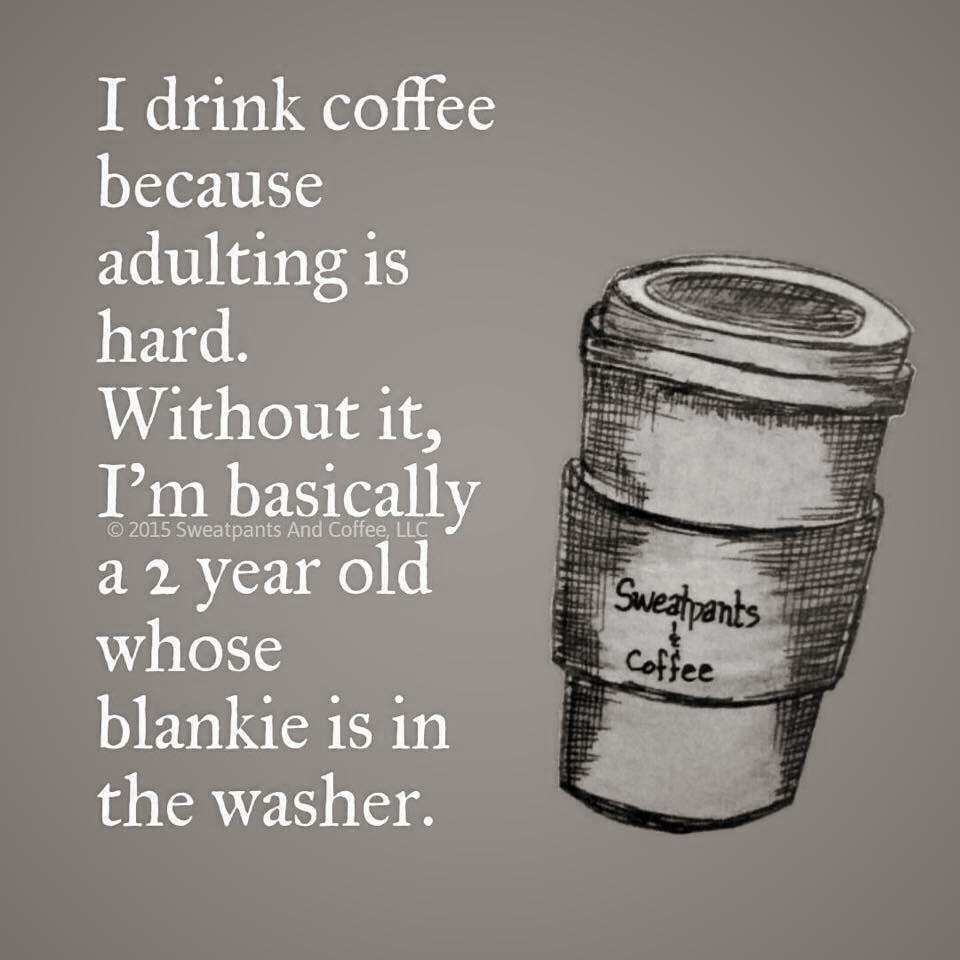 I drink coffee
because
adulting is
hard.
Without it,
I’m basically
© 2015 Sweatpants And Coffee, LLC
a 2 year old
whose
blankie is in
the washer.
Sweatpants
&
Coffee